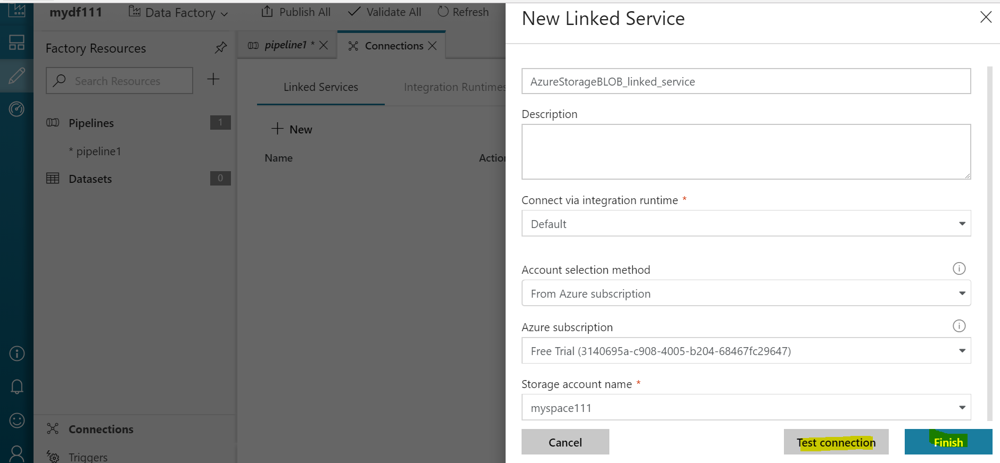 mydf111
Data Factory
Publish All
Validate All
Refresh
Factory Resources
Search Resources
Pipelines
1
* pipeline1
Datasets
0
Connections
Triggers
pipeline1 *
Connections
Linked Services
Integration Runtimes
New
Name
Action
New Linked Service
AzureStorageBLOB_linked_service
Description
Connect via integration runtime *
Default
Account selection method
From Azure subscription
Azure subscription
Free Trial (3140695a-c908-4005-b204-68467fc29647)
Storage account name *
myspace111
Cancel
Test connection
Finish